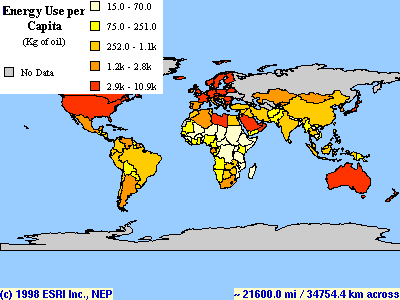 Energy Use per
Capita
(Kg of oil)
No Data
15.0 - 70.0
75.0 - 251.0
252.0 - 1.1k
1.2k - 2.8k
2.9k - 10.9k
(c) 1998 ESRI Inc., NEP
~ 21600.0 mi / 34754.4 km across